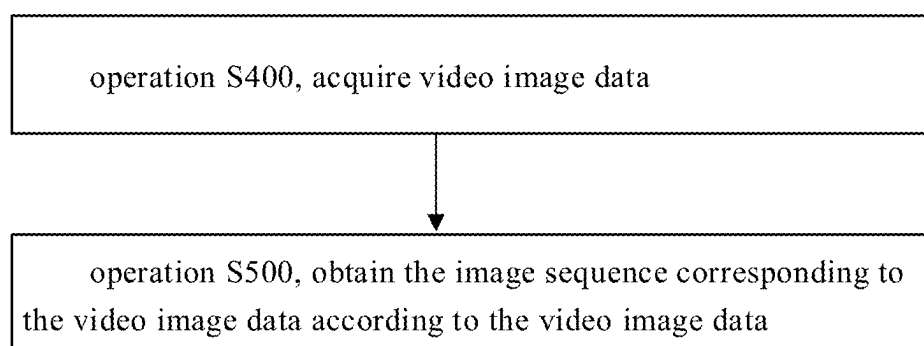 operation S400, acquire video image data
operation S500, obtain the image sequence corresponding to
the video image data according to the video image data